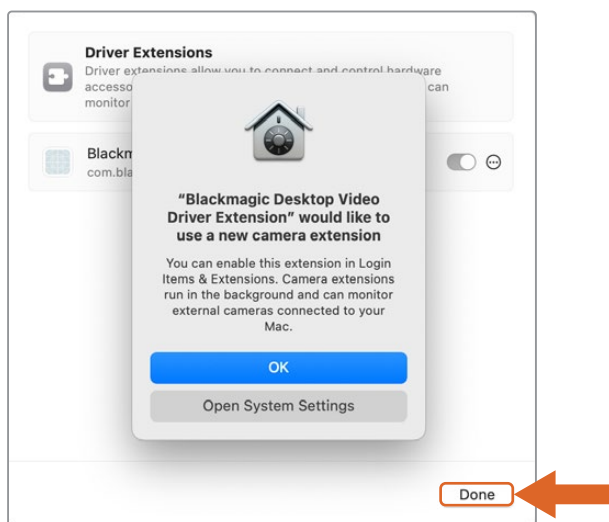 Driver Extensions
Driver extensions allow you to connect and control hardware
accesso
can
monitor
Blackm
com.bla
“Blackmagic Desktop Video
Driver Extension” would like to
use a new camera extension
You can enable this extension in Login
Items & Extensions. Camera extensions
run in the background and can monitor
external cameras connected to your
Mac.
OK
Open System Settings
Done